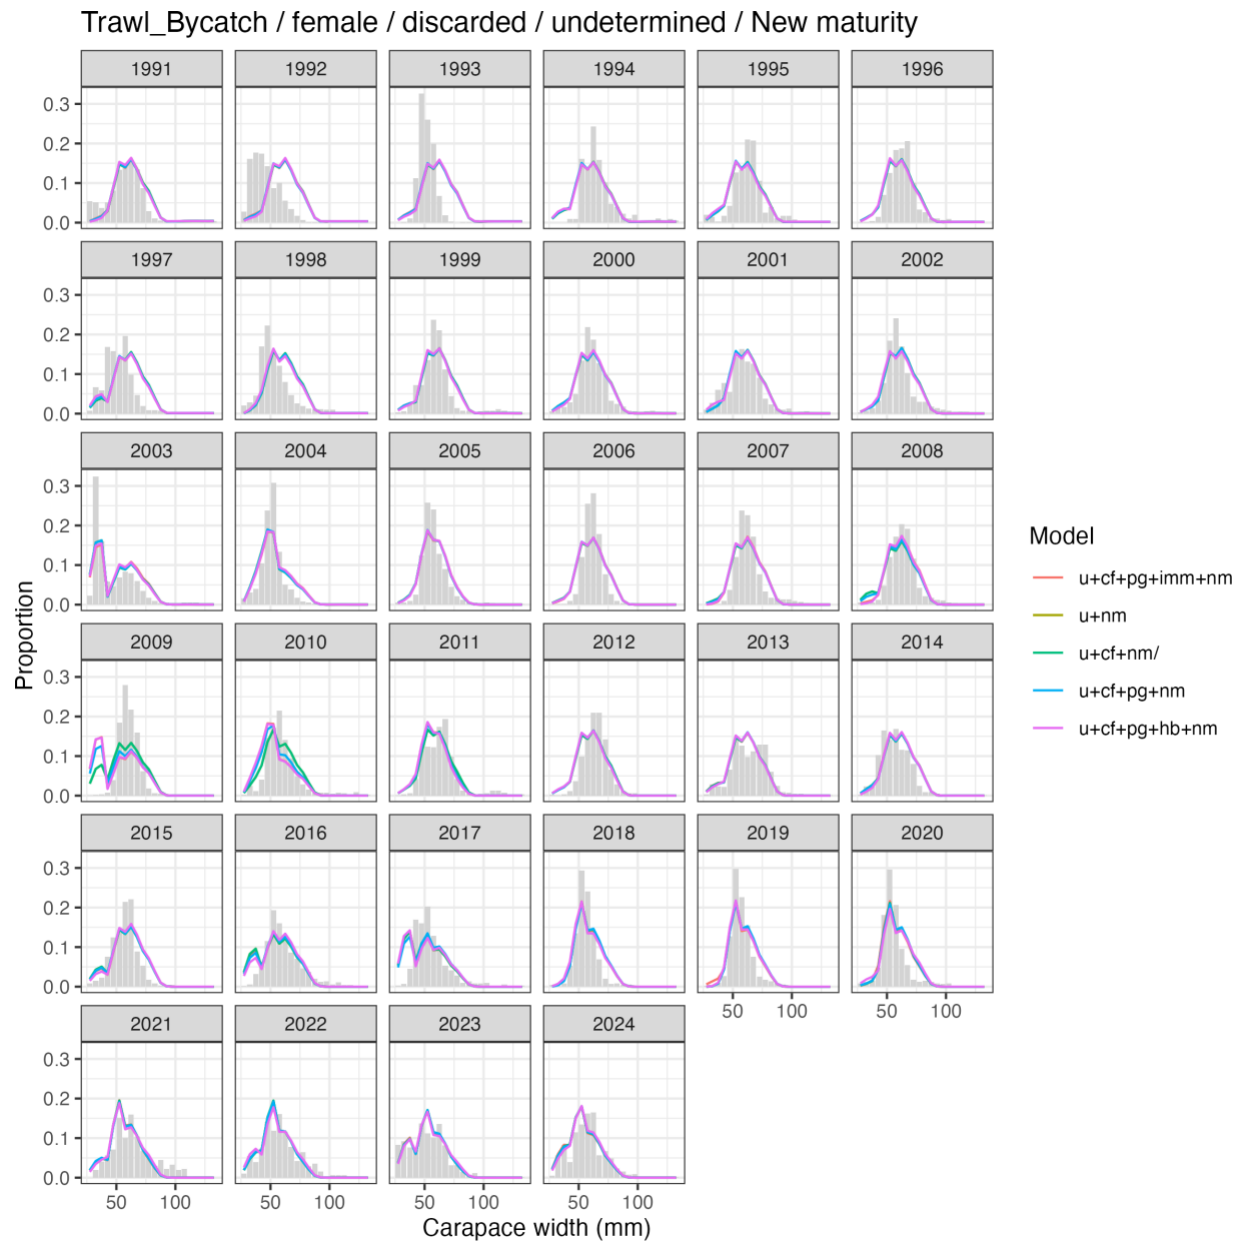 Trawl_Bycatch / female / discarded / undetermined / New maturity
1991 1992 1993 1994 1995 1996
0.3
0.2
0.1
0.0
1997 1998 1999 2000 2001 2002
0.3
0.2
0.1
0.0
2003 2004 2005 2006 2007 2008
0.3
0.2
0.1
0.0
2009 2010 2011 2012 2013 2014
0.3
0.2
0.1
0.0
2015 2016 2017 2018 2019 2020
0.3
0.2
0.1
0.0
50 100 50 100
2021 2022 2023 2024
0.3
0.2
0.1
0.0
50 100 50 100 50 100 50 100
Carapace width (mm)
Proportion
Model
u+cf+pg+imm+nm
u+nm
u+cf+nm/
u+cf+pg+nm
u+cf+pg+hb+nm